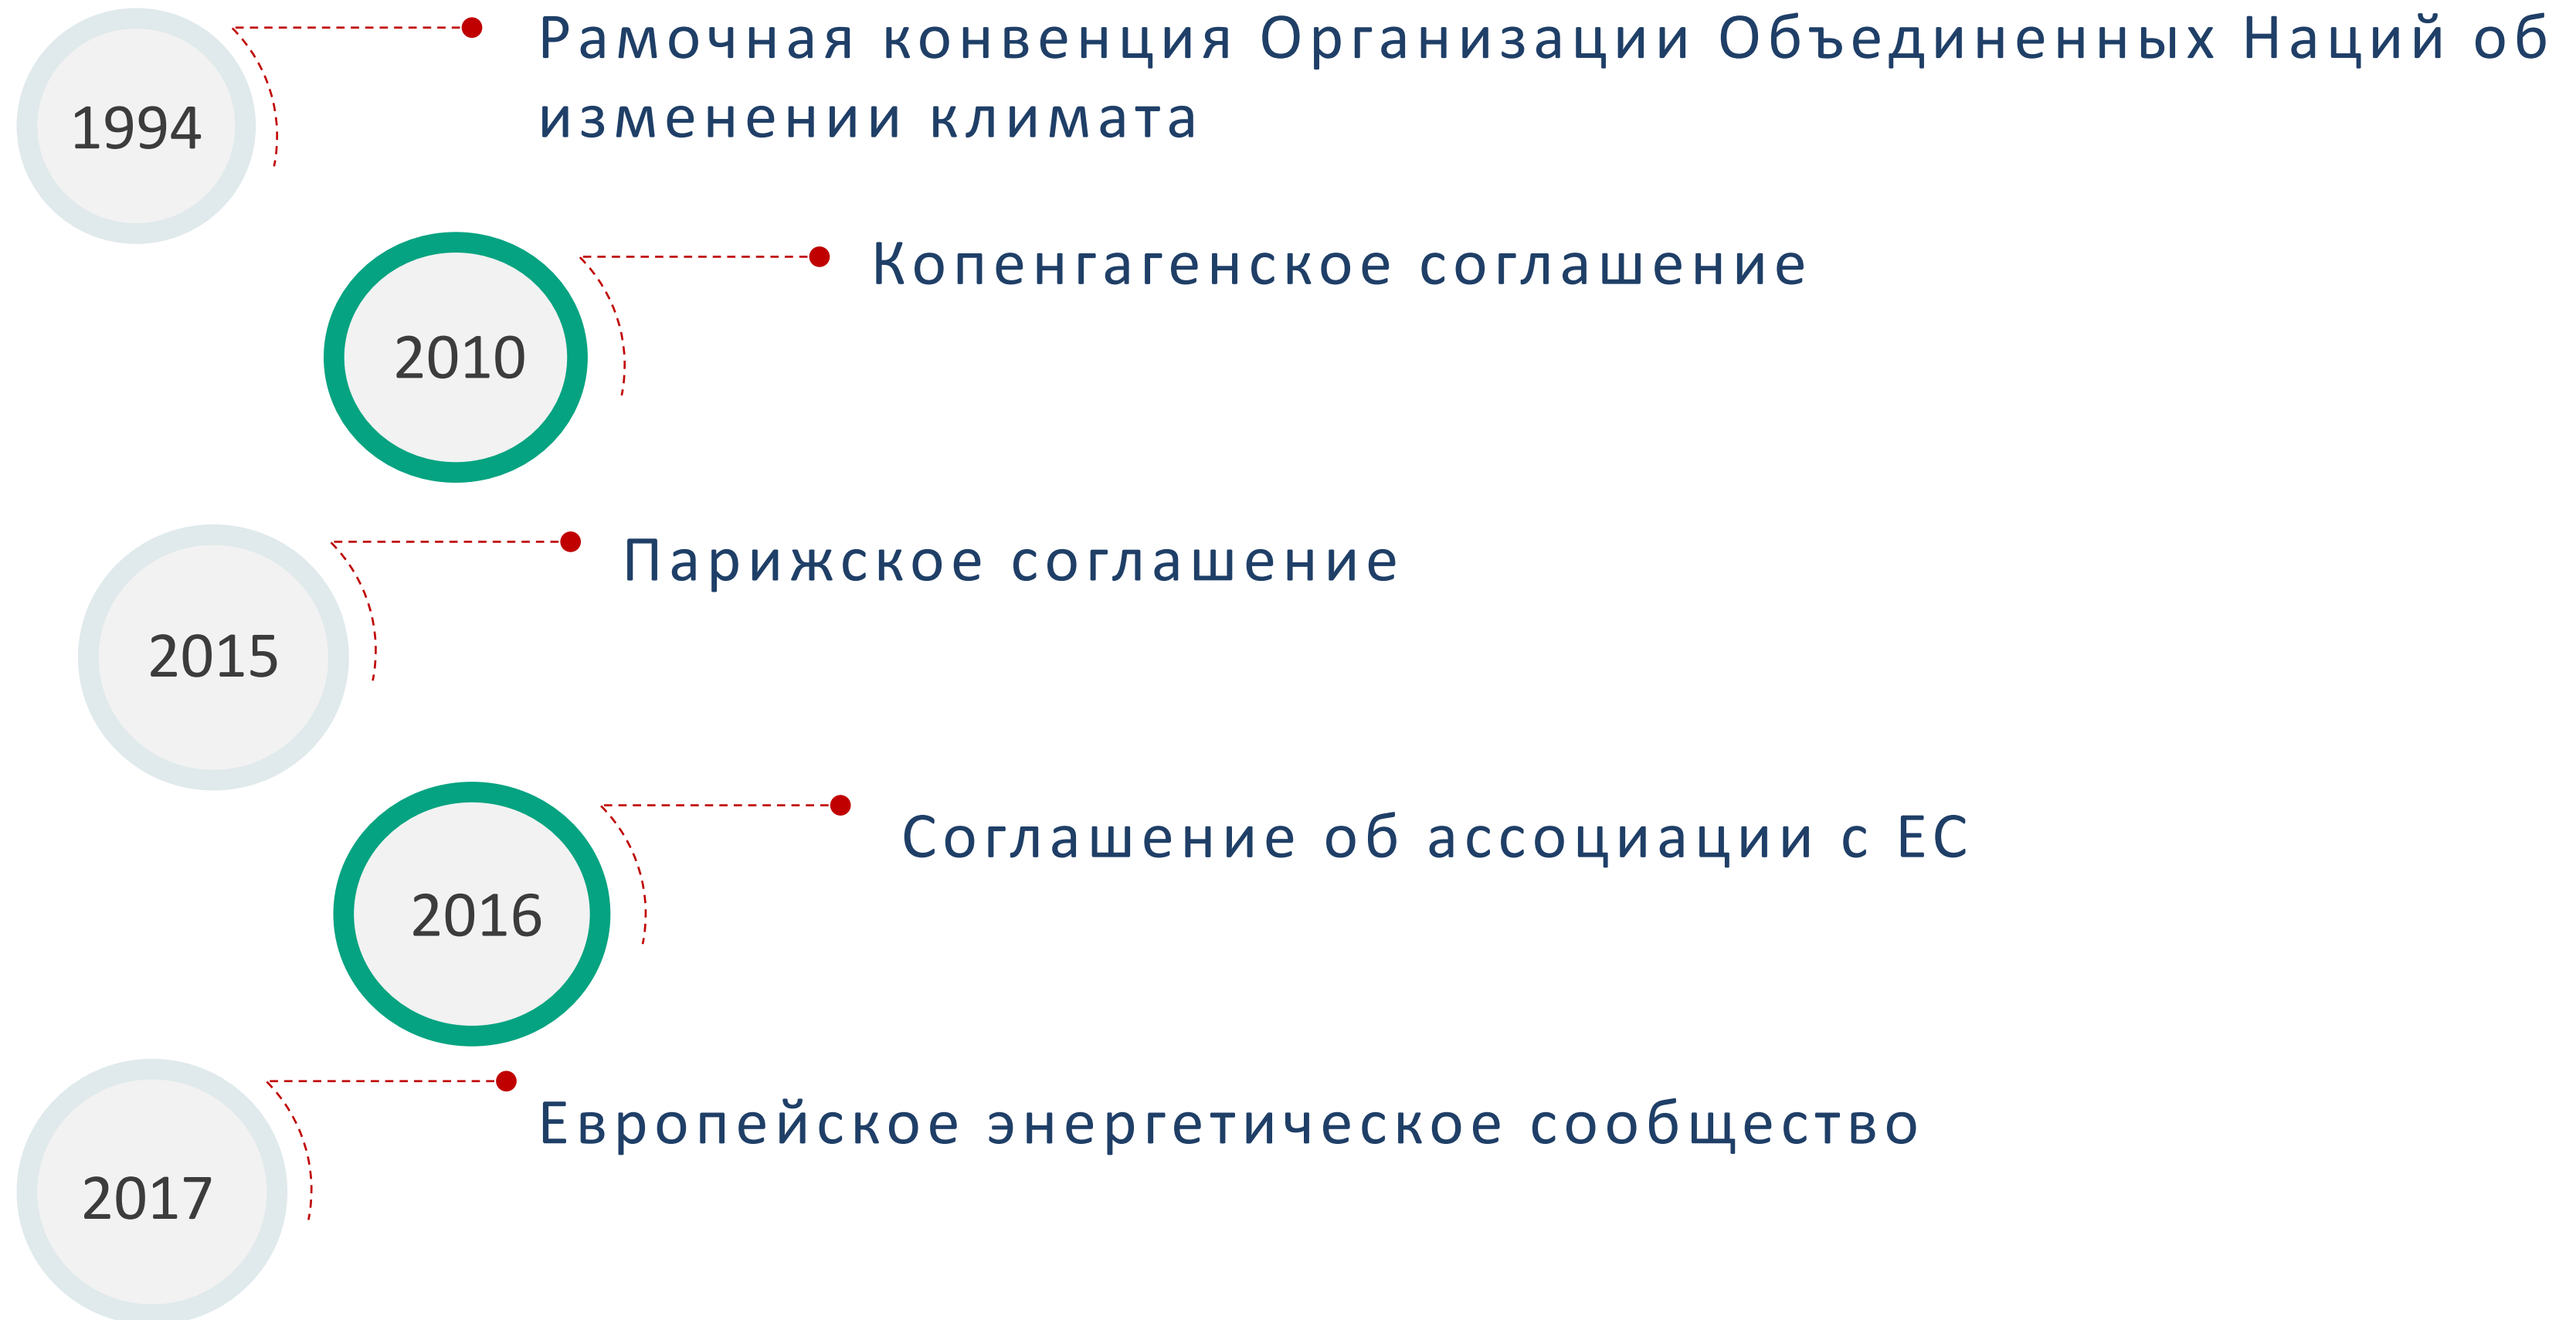 1994
Рамочная конвенция Организации Объединенных Наций об
изменении климата
2010
Копенгагенское соглашение
2015
Парижское соглашение
2016
Соглашение об ассоциации с ЕС
2017
Европейское энергетическое сообщество